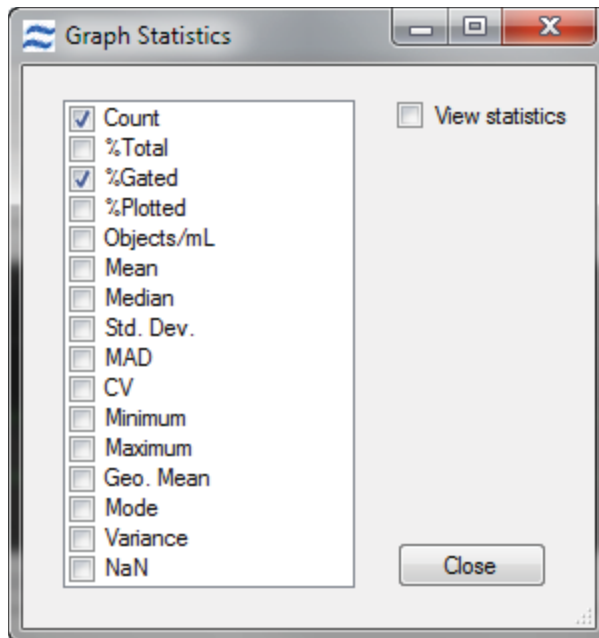 Graph Statistics
Count
%Total
%Gated
%Plotted
Objects/mL
Mean
Median
Std. Dev.
MAD
CV
Minimum
Maximum
Geo. Mean
Mode
Variance
NaN
View statistics
Close